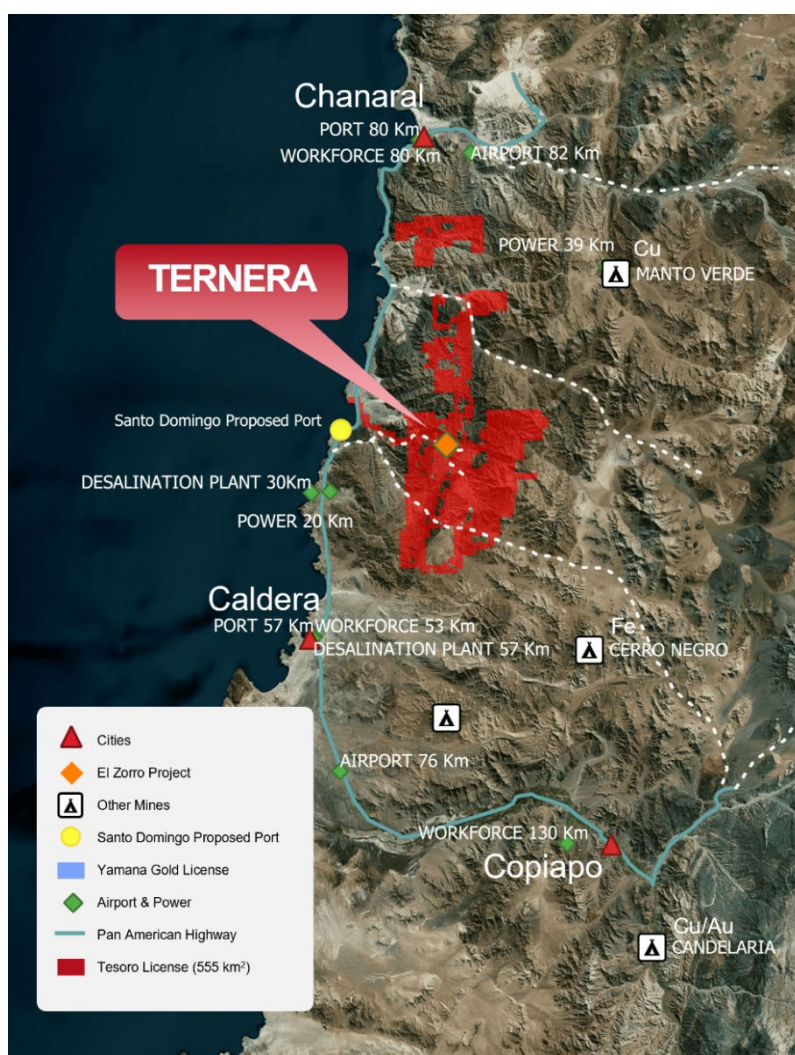 Chanaral
PORT 80 Km
WORKFORCE 80 Km
AIRPORT 82 Km
POWER 39 Km
Cu
MANTO VERDE
TERNERA
Santo Domingo Proposed Port
DESALINATION PLANT 30Km
POWER 20 Km
Caldera
PORT 57 Km
WORKFORCE 53 Km
DESALINATION PLANT 57 Km
Fe
CERRO NEGRO
AIRPORT 76 Km
WORKFORCE 130 Km
Copiapo
Cu/Au
CANDELARIA
Cities
El Zorro Project
Other Mines
Santo Domingo Proposed Port
Yamana Gold License
Airport & Power
Pan American Highway
Tesoro License (555 km²)